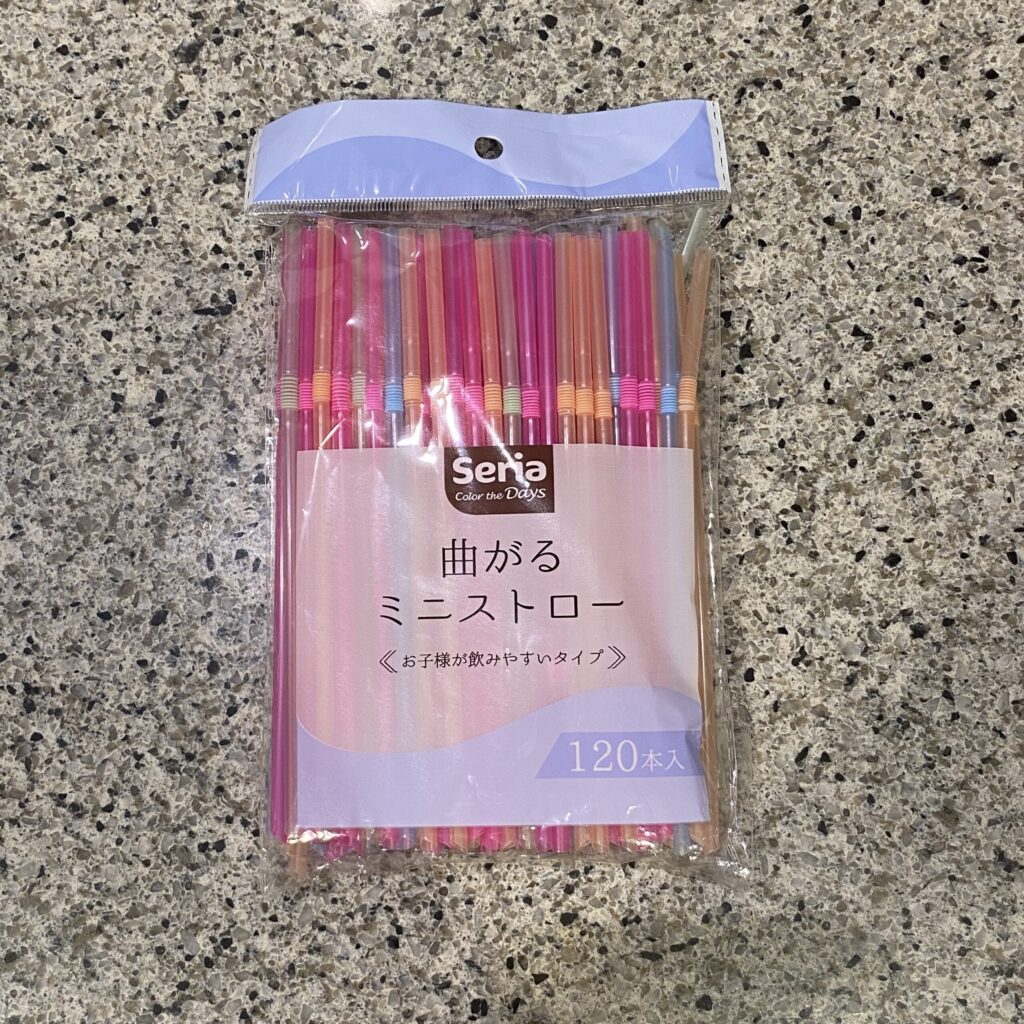 Seria
Color the Days
曲がる
ミニストロー
《お子様が飲みやすいタイプ》
120本入